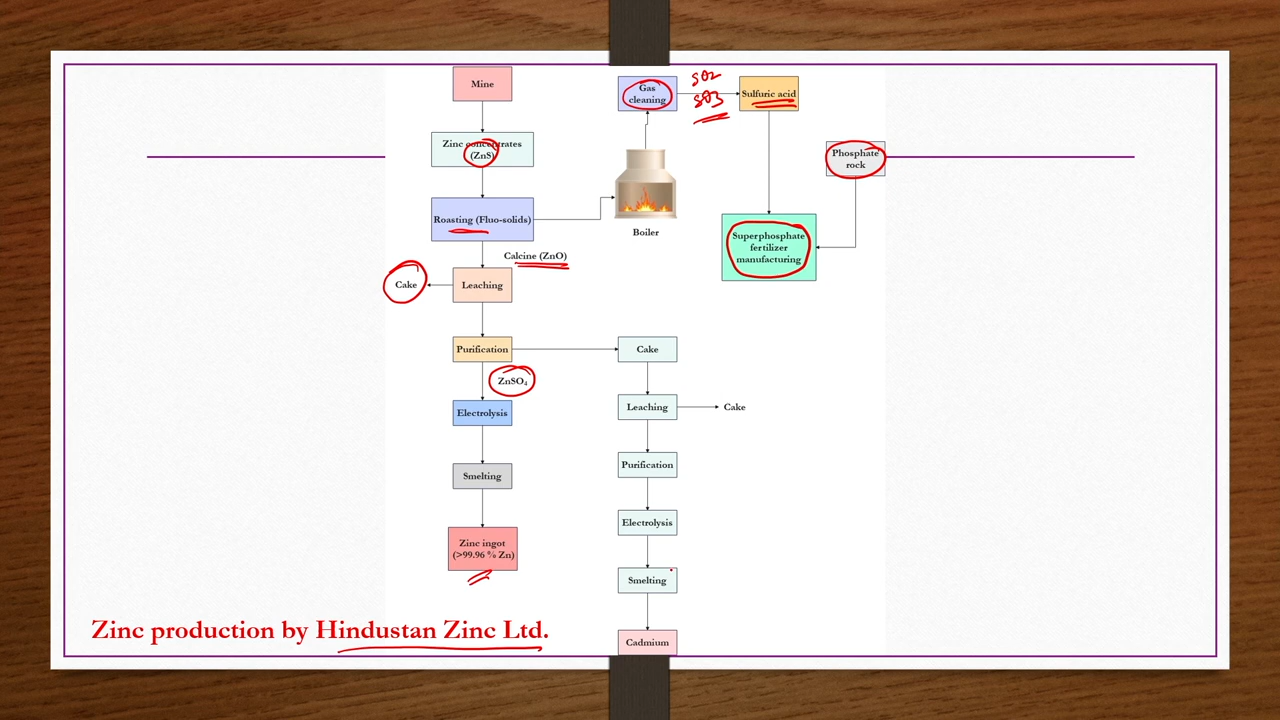 Mine
Zinc concentrates
(ZnS)
Roasting (Fluo-solids)
Calcine (ZnO)
Cake
Leaching
Purification
ZnSO₄
Electrolysis
Smelting
Zinc ingot
(>99.96 % Zn)
Gas
cleaning
SO2
SO3
Sulfuric acid
Phosphate
rock
Boiler
Superphosphate
fertilizer
manufacturing
Cake
Leaching
Cake
Purification
Electrolysis
Smelting
Cadmium
Zinc production by Hindustan Zinc Ltd.